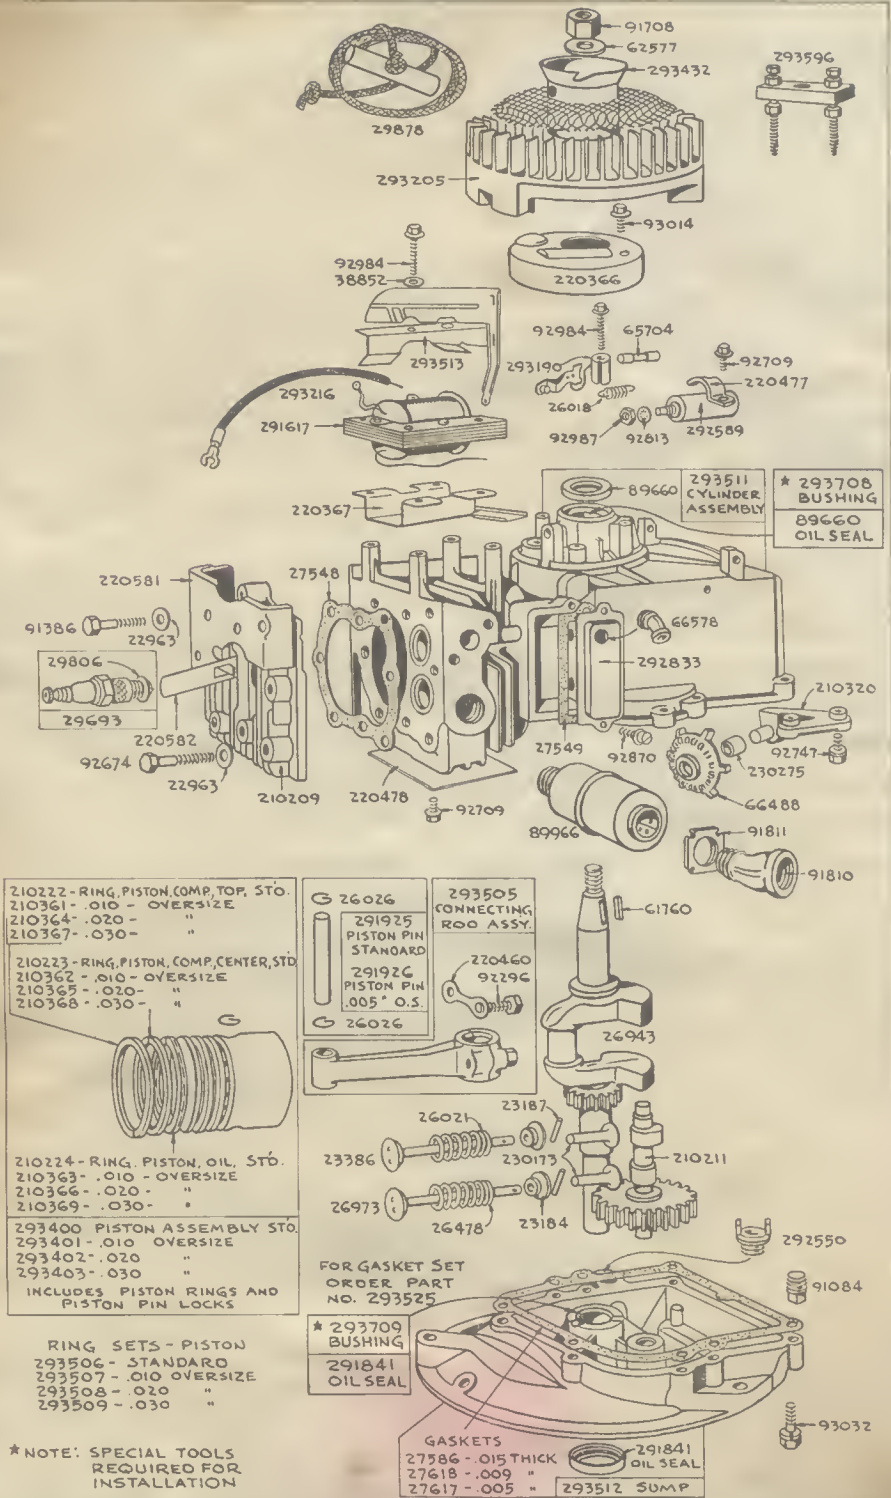 91708
62577
293432
293596
29878
293205
93014
220366
92984
38852
293513
92984
65704
293190
26018
92709
220477
292589
92987
92813
293216
291617
220367
89660
293511
CYLINDER
ASSEMBLY
* 293708
BUSHING
89660
OIL SEAL
220581
27548
91386
22963
29806
29693
220582
92674
22963
210209
220478
92709
66578
292833
27549
92870
89966
210320
92747
230275
66488
91811
91810
210222-RING, PISTON, COMP, TOP, STD.
210361-.010 - OVERSIZE
210364-.020- "
210367-.030- "
210223-RING, PISTON, COMP, CENTER, STD
210362-.010-OVERSIZE
210365-.020- "
210368-.030- "
210224-RING. PISTON, OIL, STD.
210363-.010-OVERSIZE
210366-.020- "
210369-.030- "
293400 PISTON ASSEMBLY STD.
293401-.010 OVERSIZE
293402-.020 "
293403-.030 "
INCLUDES PISTON RINGS AND
PISTON PIN LOCKS
26026
291925
PISTON PIN
STANDARD
291926
PISTON PIN
.005" O.S.
26026
293505
CONNECTING
ROD ASSY.
220460
92296
61760
26943
26021
23187
23386
230173
210211
26973
26478
23184
292550
91084
FOR GASKET SET
ORDER PART
NO. 293525
* 293709
BUSHING
291841
OIL SEAL
RING SETS-PISTON
293506-STANDARD
293507-.010 OVERSIZE
293508-.020 "
293509-.030 "
* NOTE: SPECIAL TOOLS
REQUIRED FOR
INSTALLATION
GASKETS
27586-.015 THICK
27618-.009 "
27617-.005 "
291841
OIL SEAL
293512 SUMP
93032